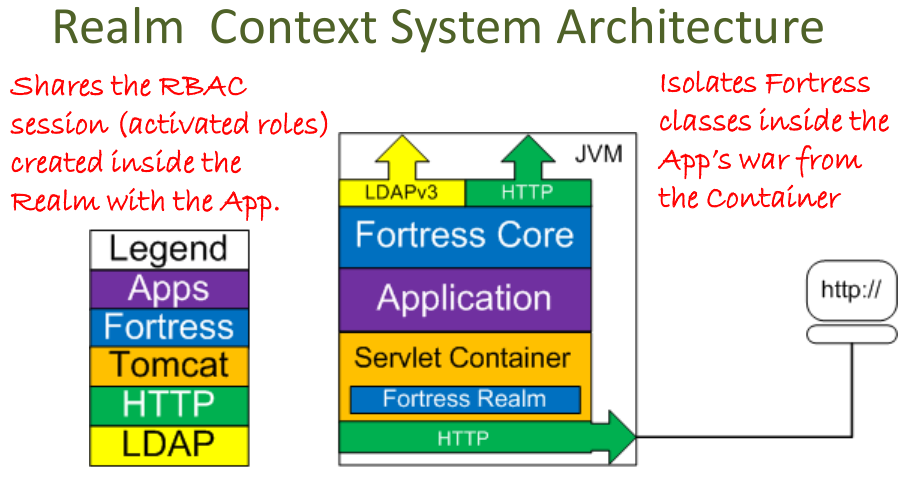 Realm Context System Architecture
Shares the RBAC
session (activated roles)
created inside the
Realm with the App.
Isolates Fortress
classes inside the
App's war from
the Container
JVM
LDAPv3
HTTP
Fortress Core
Application
Servlet Container
Fortress Realm
HTTP
Legend
Apps
Fortress
Tomcat
HTTP
LDAP
http://